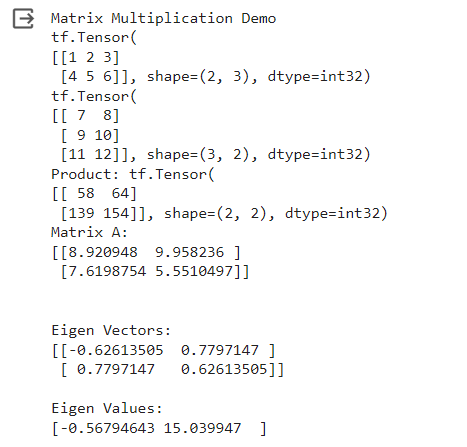 Matrix Multiplication Demo
tf.Tensor(
[[1 2 3]
 [4 5 6]], shape=(2, 3), dtype=int32)
tf.Tensor(
[[ 7  8]
 [ 9 10]
 [11 12]], shape=(3, 2), dtype=int32)
Product: tf.Tensor(
[[ 58  64]
 [139 154]], shape=(2, 2), dtype=int32)
Matrix A:
[[8.920948  9.958236 ]
 [7.6198754 5.5510497]]
Eigen Vectors:
[[-0.62613505  0.7797147 ]
 [ 0.7797147   0.62613505]]
Eigen Values:
[-0.56794643 15.039947  ]